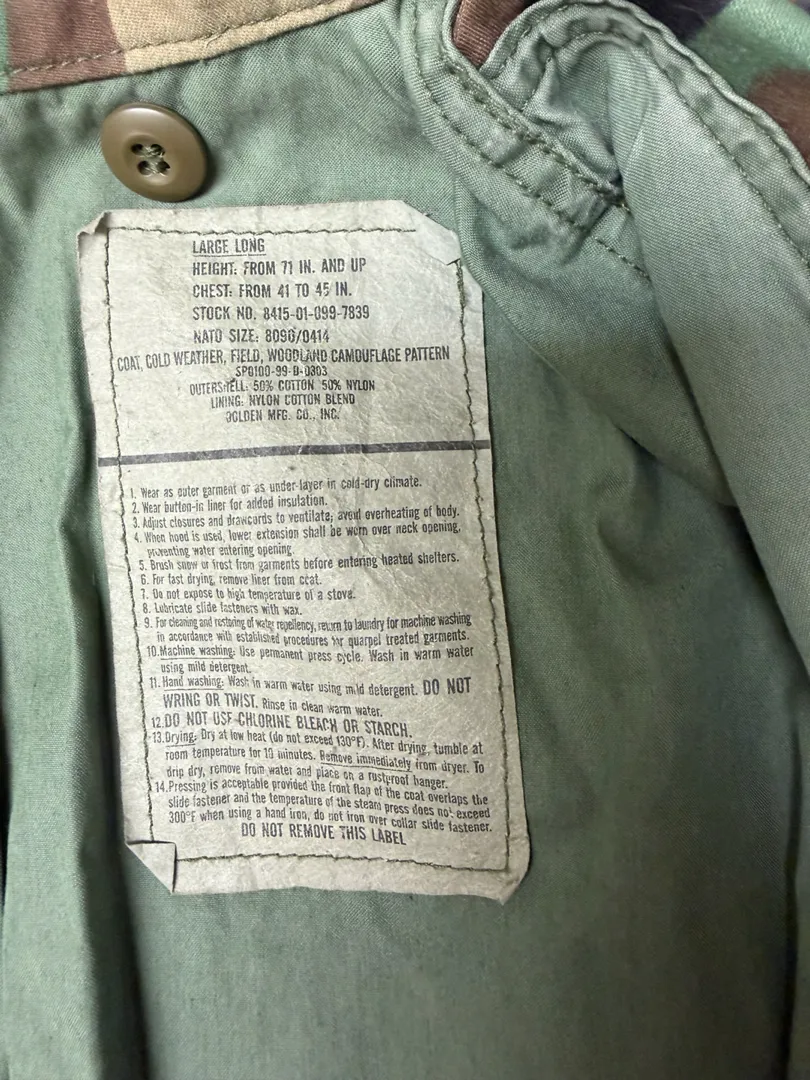 LARGE LONG
HEIGHT: FROM 71 IN. AND UP
CHEST: FROM 41 TO 45 IN.
STOCK NO. 8415-01-099-7839
NATO SIZE: 8090/0414
COAT, COLD WEATHER, FIELD, WOODLAND CAMOUFLAGE PATTERN
SP0100-99-D-0303
OUTERSHELL: 50% COTTON 50% NYLON
LINING: NYLON COTTON BLEND
GOLDEN MFG. CO., INC.
1. Wear as outer garment or as under-layer in cold-dry climate.
2. Wear button-in liner for added insulation.
3. Adjust closures and drawcords to ventilate; avoid overheating of body.
4. When hood is used, lower extension shall be worn over neck opening,
preventing water entering opening.
5. Brush snow or frost from garments before entering heated shelters.
6. For fast drying, remove liner from coat.
7. Do not expose to high temperature of a stove.
8. Lubricate slide fasteners with wax.
9. For cleaning and restoring of water repellency, return to laundry for machine washing
in accordance with established procedures for quarpel treated garments.
10. Machine washing: Use permanent press cycle. Wash in warm water
using mild detergent.
11. Hand washing: Wash in warm water using mild detergent. DO NOT
WRING OR TWIST. Rinse in clean warm water.
12. DO NOT USE CHLORINE BLEACH OR STARCH.
13. Drying: Dry at low heat (do not exceed 130°F). After drying, tumble at
room temperature for 10 minutes. Remove immediately from dryer. To
drip dry, remove from water and place on a rustproof hanger.
14. Pressing is acceptable provided the front flap of the coat overlaps the
slide fastener and the temperature of the steam press does not exceed
300°F when using a hand iron, do not iron over collar slide fastener.
DO NOT REMOVE THIS LABEL